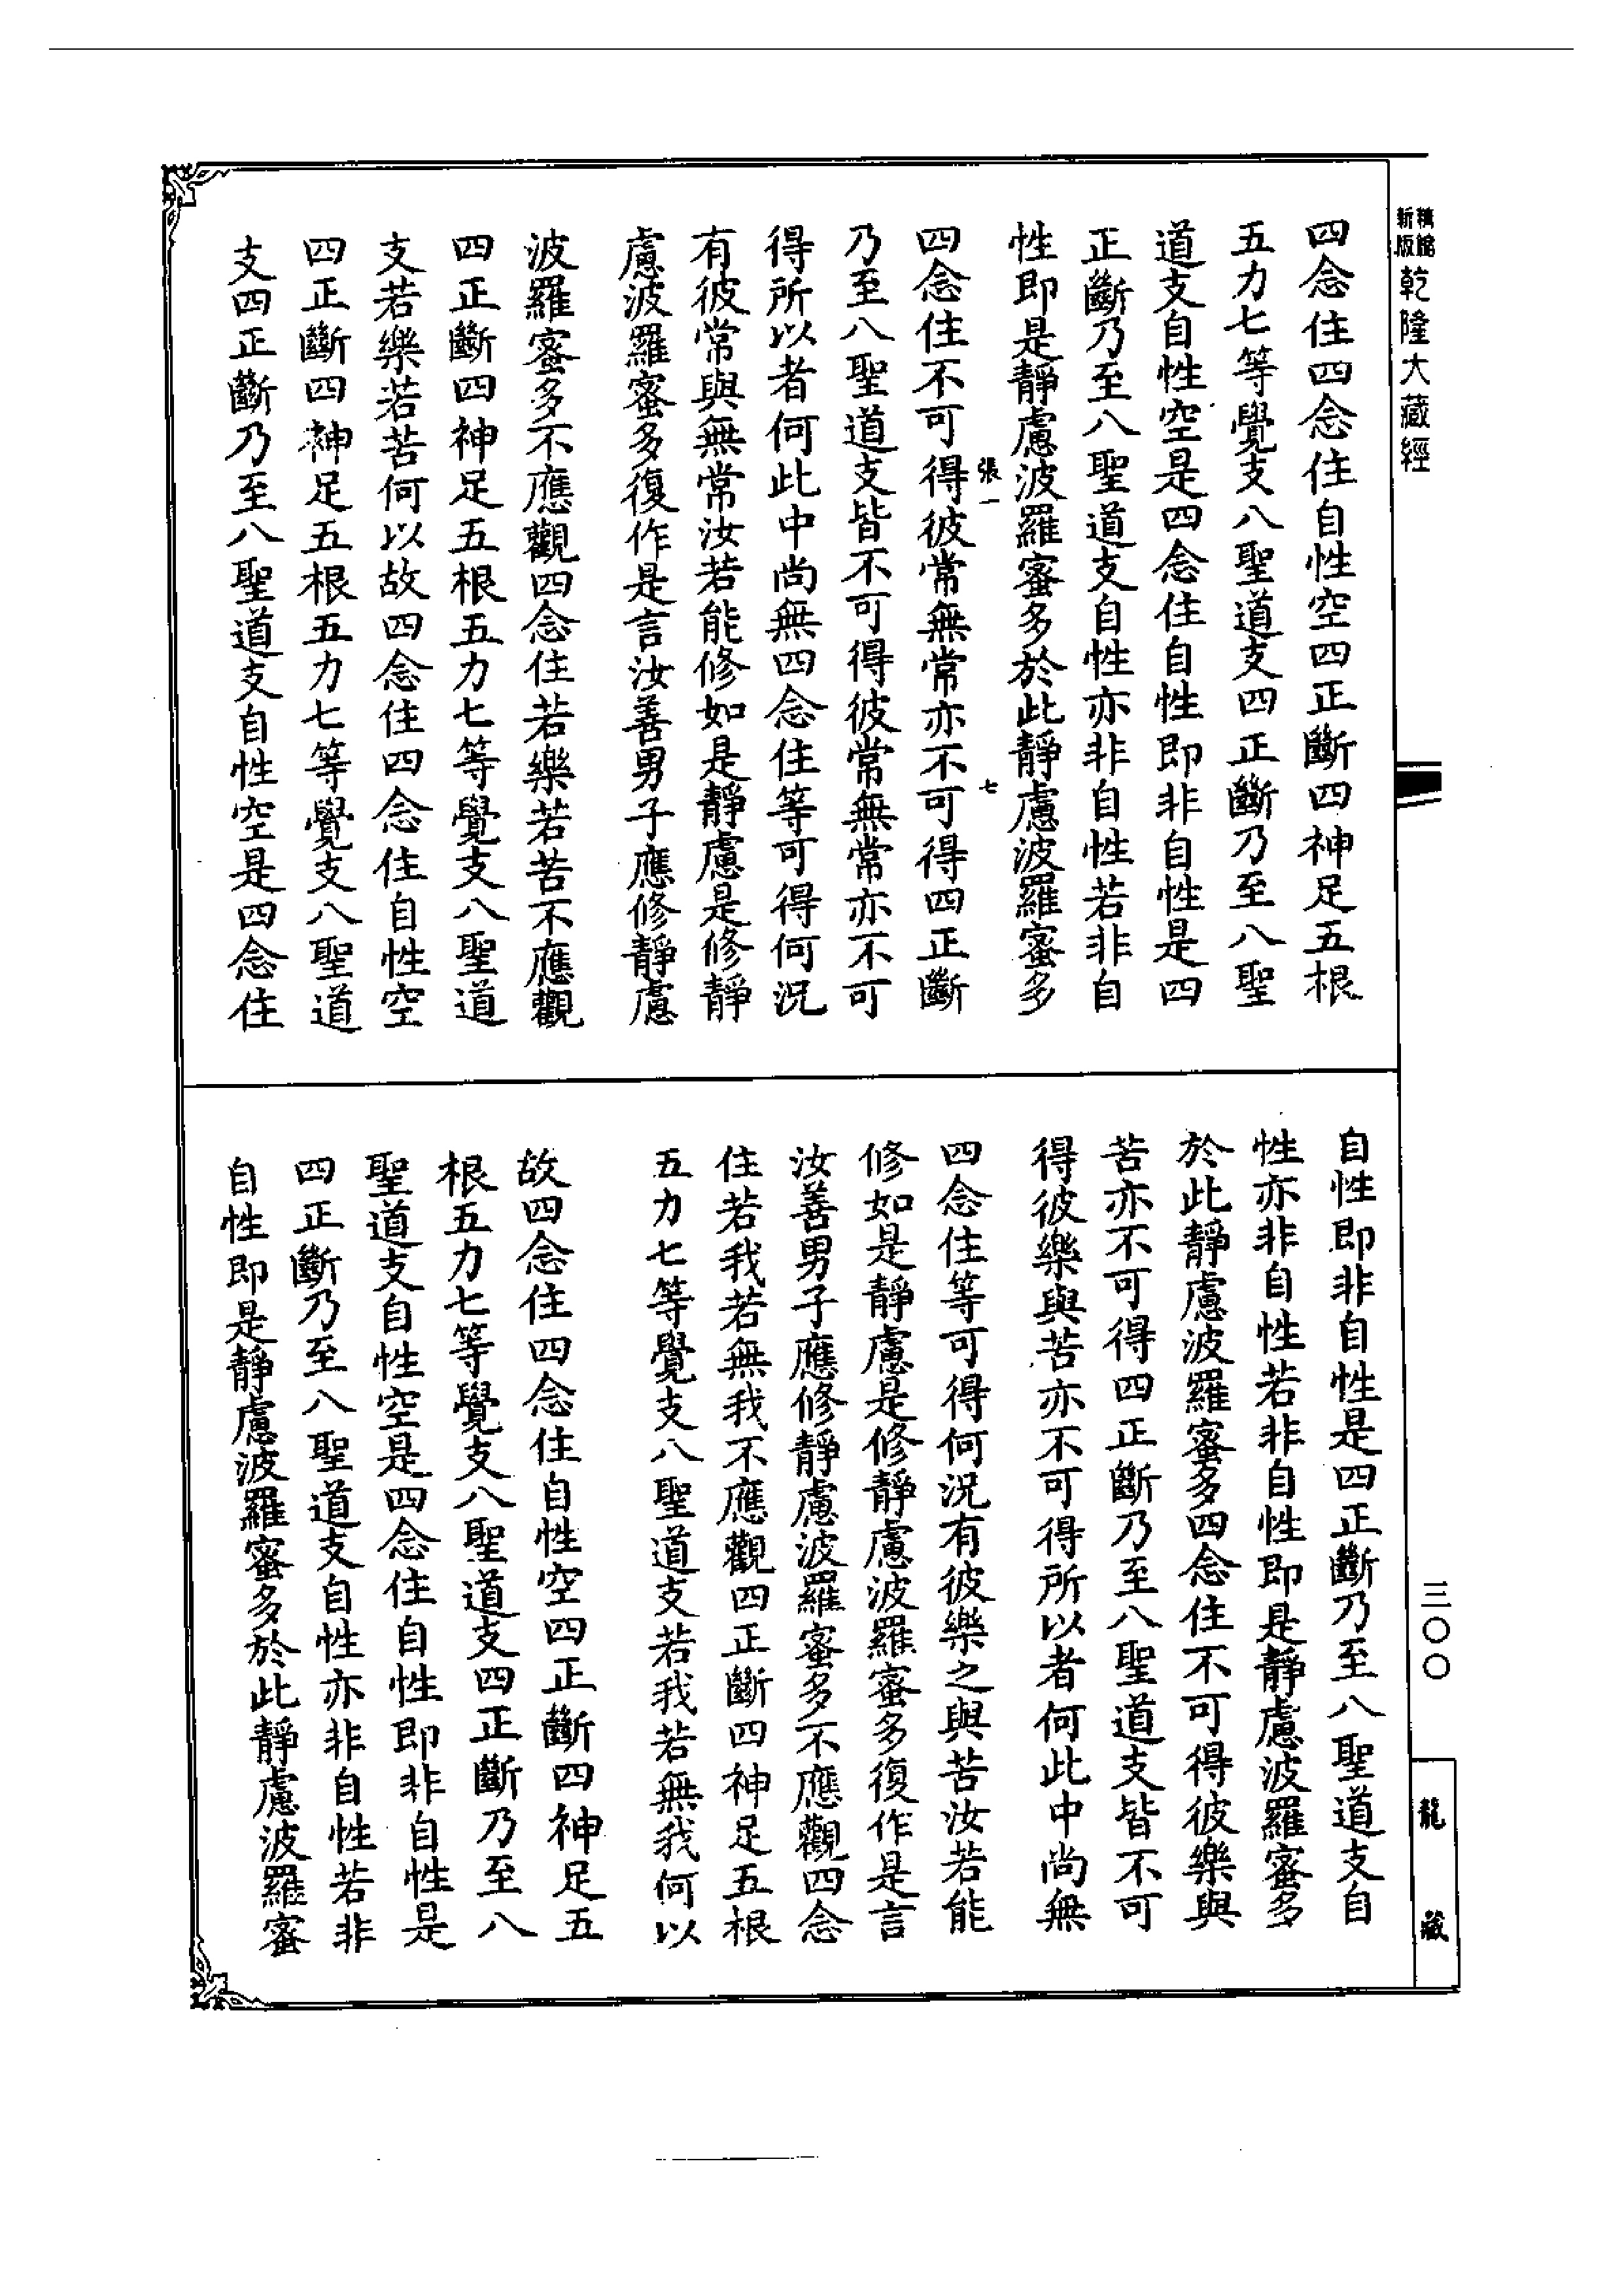 新版
乾隆大藏經
四念住四念住自性空四正斷四神足五根
五力七等覺支八聖道支四正斷乃至八聖
道支自性空是四念住自性即非自性是四
正斷乃至八聖道支自性亦非自性若非自
性即是靜慮波羅蜜多於此靜慮波羅蜜多
張一
七
四念住不可得彼常無常亦不可得四正斷
乃至八聖道支皆不可得彼常無常亦不可
得所以者何此中尚無四念住等可得何況
有彼常與無常汝若能修如是靜慮是修靜
慮波羅蜜多復作是言汝善男子應修靜慮
波羅蜜多不應觀四念住若樂若苦不應觀
四正斷四神足五根五力七等覺支八聖道
支若樂若苦何以故四念住四念住自性空
四正斷四神足五根五力七等覺支八聖道
支四正斷乃至八聖道支自性空是四念住
自性即非自性是四正斷乃至八聖道支自
性亦非自性若非自性即是靜慮波羅蜜多
於此靜慮波羅蜜多四念住不可得彼樂與
苦亦不可得四正斷乃至八聖道支皆不可
得彼樂與苦亦不可得所以者何此中尚無
四念住等可得何況有彼樂之與苦汝若能
修如是靜慮是修靜慮波羅蜜多復作是言
汝善男子應修靜慮波羅蜜多不應觀四念
住若我若無我不應觀四正斷四神足五根
五力七等覺支八聖道支若我若無我何以
故四念住四念住自性空四正斷四神足五
根五力七等覺支八聖道支四正斷乃至八
聖道支自性空是四念住自性即非自性是
四正斷乃至八聖道支自性亦非自性若非
自性即是靜慮波羅蜜多於此靜慮波羅蜜
三〇〇
龍藏